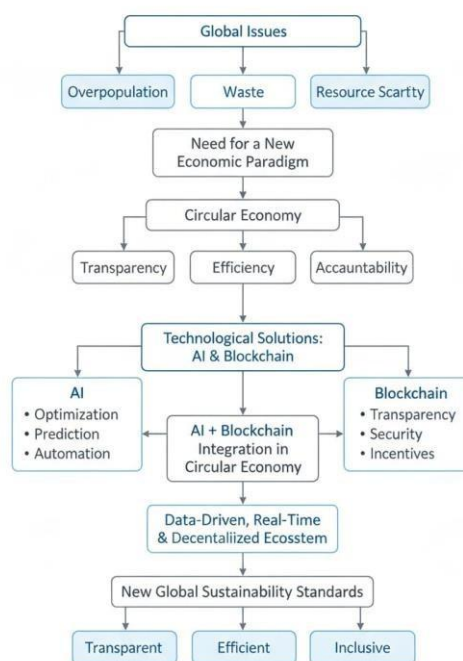 Global Issues
Overpopulation
Waste
Resource Scartty
Need for a New
Economic Paradigm
Circular Economy
Transparency
Efficiency
Accauntability
Technological Solutions:
AI & Blockchain
AI
• Optimization
• Prediction
• Automation
Blockchain
• Transparency
• Security
• Incentives
AI + Blockchain
Integration in
Circular Economy
Data-Driven, Real-Time
& Decentaliized Ecosstem
New Global Sustainability Standards
Transparent
Efficient
Inclusive